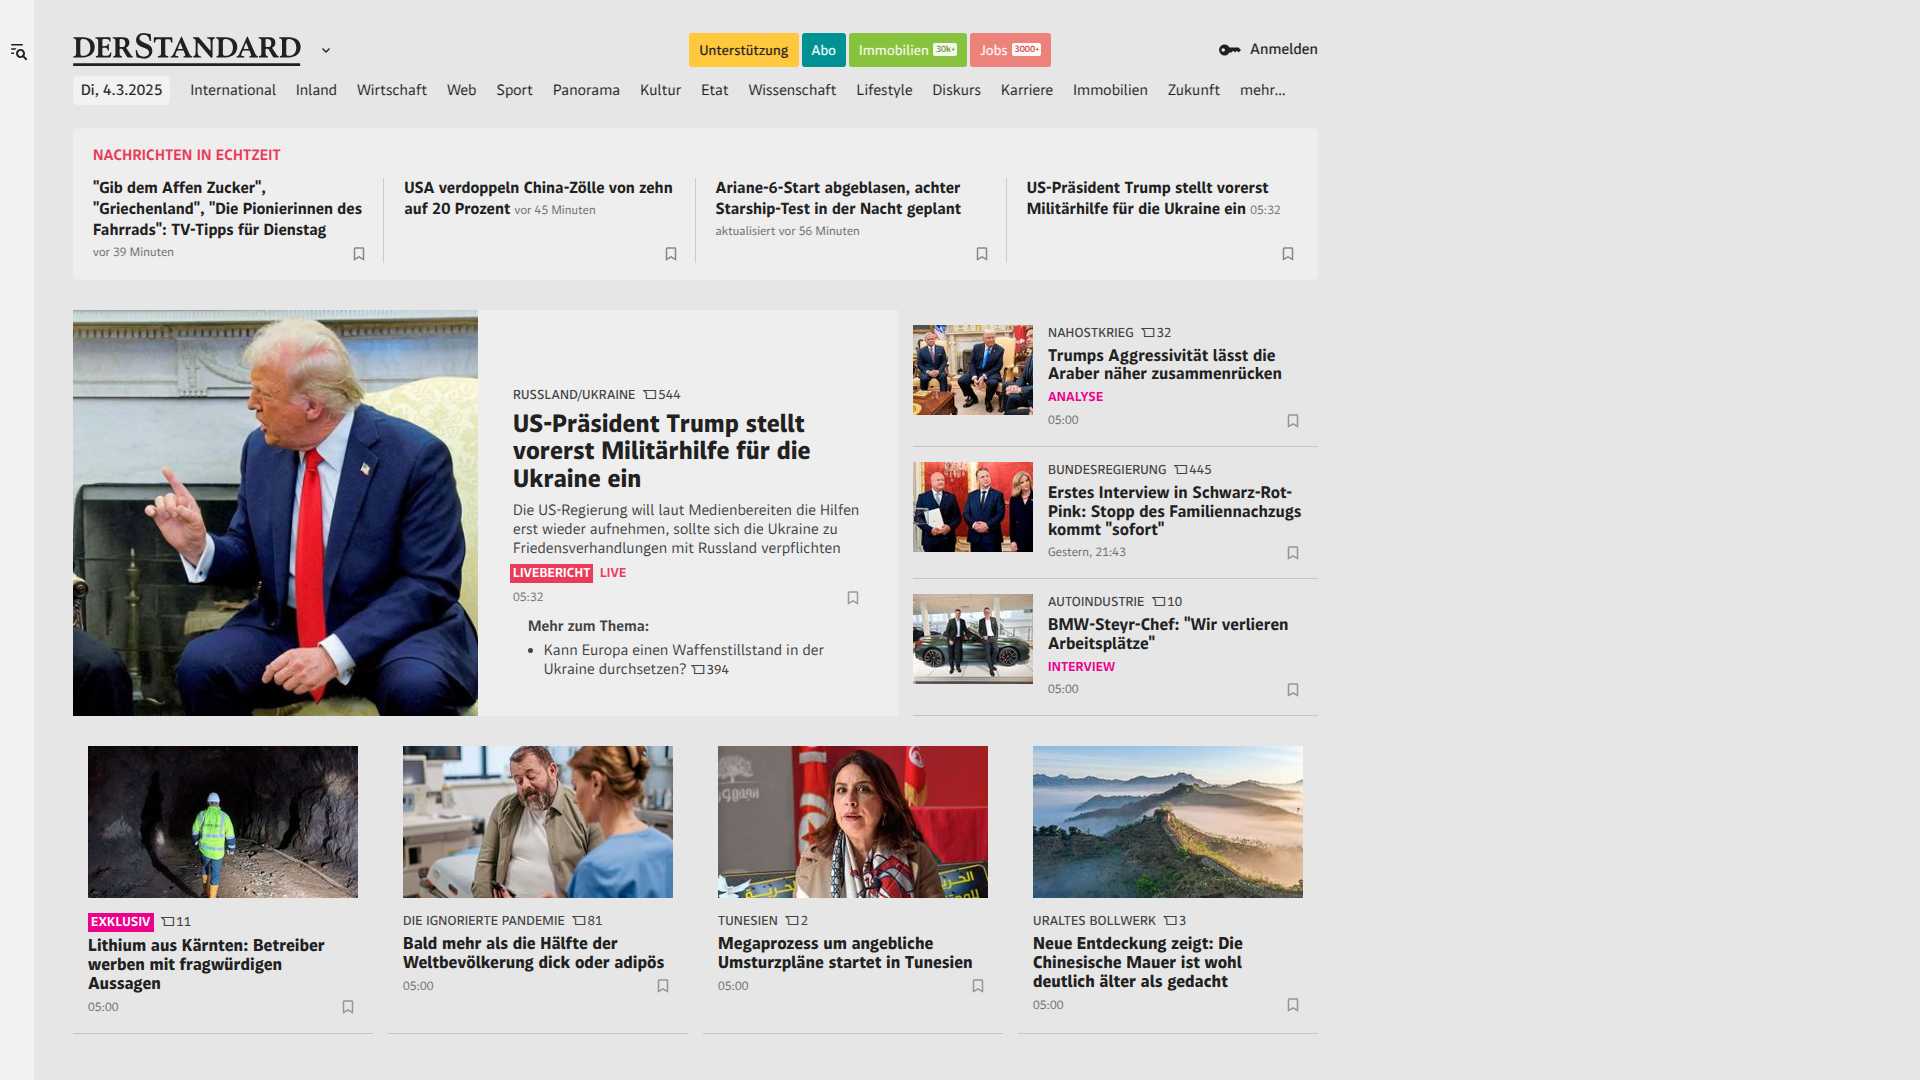 DERSTANDARD
Unterstützung
Abo
Immobilien 30k+
Jobs 3000+
Anmelden
Di, 4.3.2025
International
Inland
Wirtschaft
Web
Sport
Panorama
Kultur
Etat
Wissenschaft
Lifestyle
Diskurs
Karriere
Immobilien
Zukunft
mehr...
NACHRICHTEN IN ECHTZEIT
"Gib dem Affen Zucker",
"Griechenland", "Die Pionierinnen des
Fahrrads": TV-Tipps für Dienstag
vor 39 Minuten
USA verdoppeln China-Zölle von zehn
auf 20 Prozent vor 45 Minuten
Ariane-6-Start abgeblasen, achter
Starship-Test in der Nacht geplant
aktualisiert vor 56 Minuten
US-Präsident Trump stellt vorerst
Militärhilfe für die Ukraine ein 05:32
RUSSLAND/UKRAINE 544
US-Präsident Trump stellt
vorerst Militärhilfe für die
Ukraine ein
Die US-Regierung will laut Medienbereiten die Hilfen
erst wieder aufnehmen, sollte sich die Ukraine zu
Friedensverhandlungen mit Russland verpflichten
LIVEBERICHT LIVE
05:32
Mehr zum Thema:
• Kann Europa einen Waffenstillstand in der
Ukraine durchsetzen? 394
NAHOSTKRIEG 32
Trumps Aggressivität lässt die
Araber näher zusammenrücken
ANALYSE
05:00
BUNDESREGIERUNG 445
Erstes Interview in Schwarz-Rot-
Pink: Stopp des Familiennachzugs
kommt "sofort"
Gestern, 21:43
AUTOINDUSTRIE 10
BMW-Steyr-Chef: "Wir verlieren
Arbeitsplätze"
INTERVIEW
05:00
EXKLUSIV 11
Lithium aus Kärnten: Betreiber
werben mit fragwürdigen
Aussagen
05:00
DIE IGNORIERTE PANDEMIE 81
Bald mehr als die Hälfte der
Weltbevölkerung dick oder adipös
05:00
TUNESIEN 2
Megaprozess um angebliche
Umsturzpläne startet in Tunesien
05:00
URALTES BOLLWERK 3
Neue Entdeckung zeigt: Die
Chinesische Mauer ist wohl
deutlich älter als gedacht
05:00